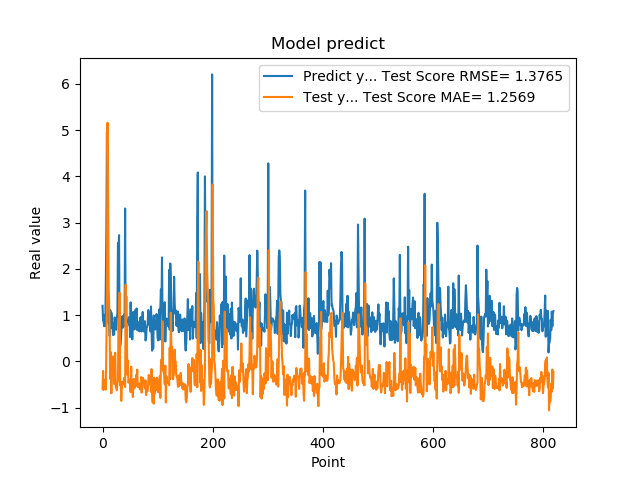 Model predict
Predict y... Test Score RMSE= 1.3765
Test y... Test Score MAE= 1.2569
Real value
6
5
4
3
2
1
0
−1
0 200 400 600 800
Point